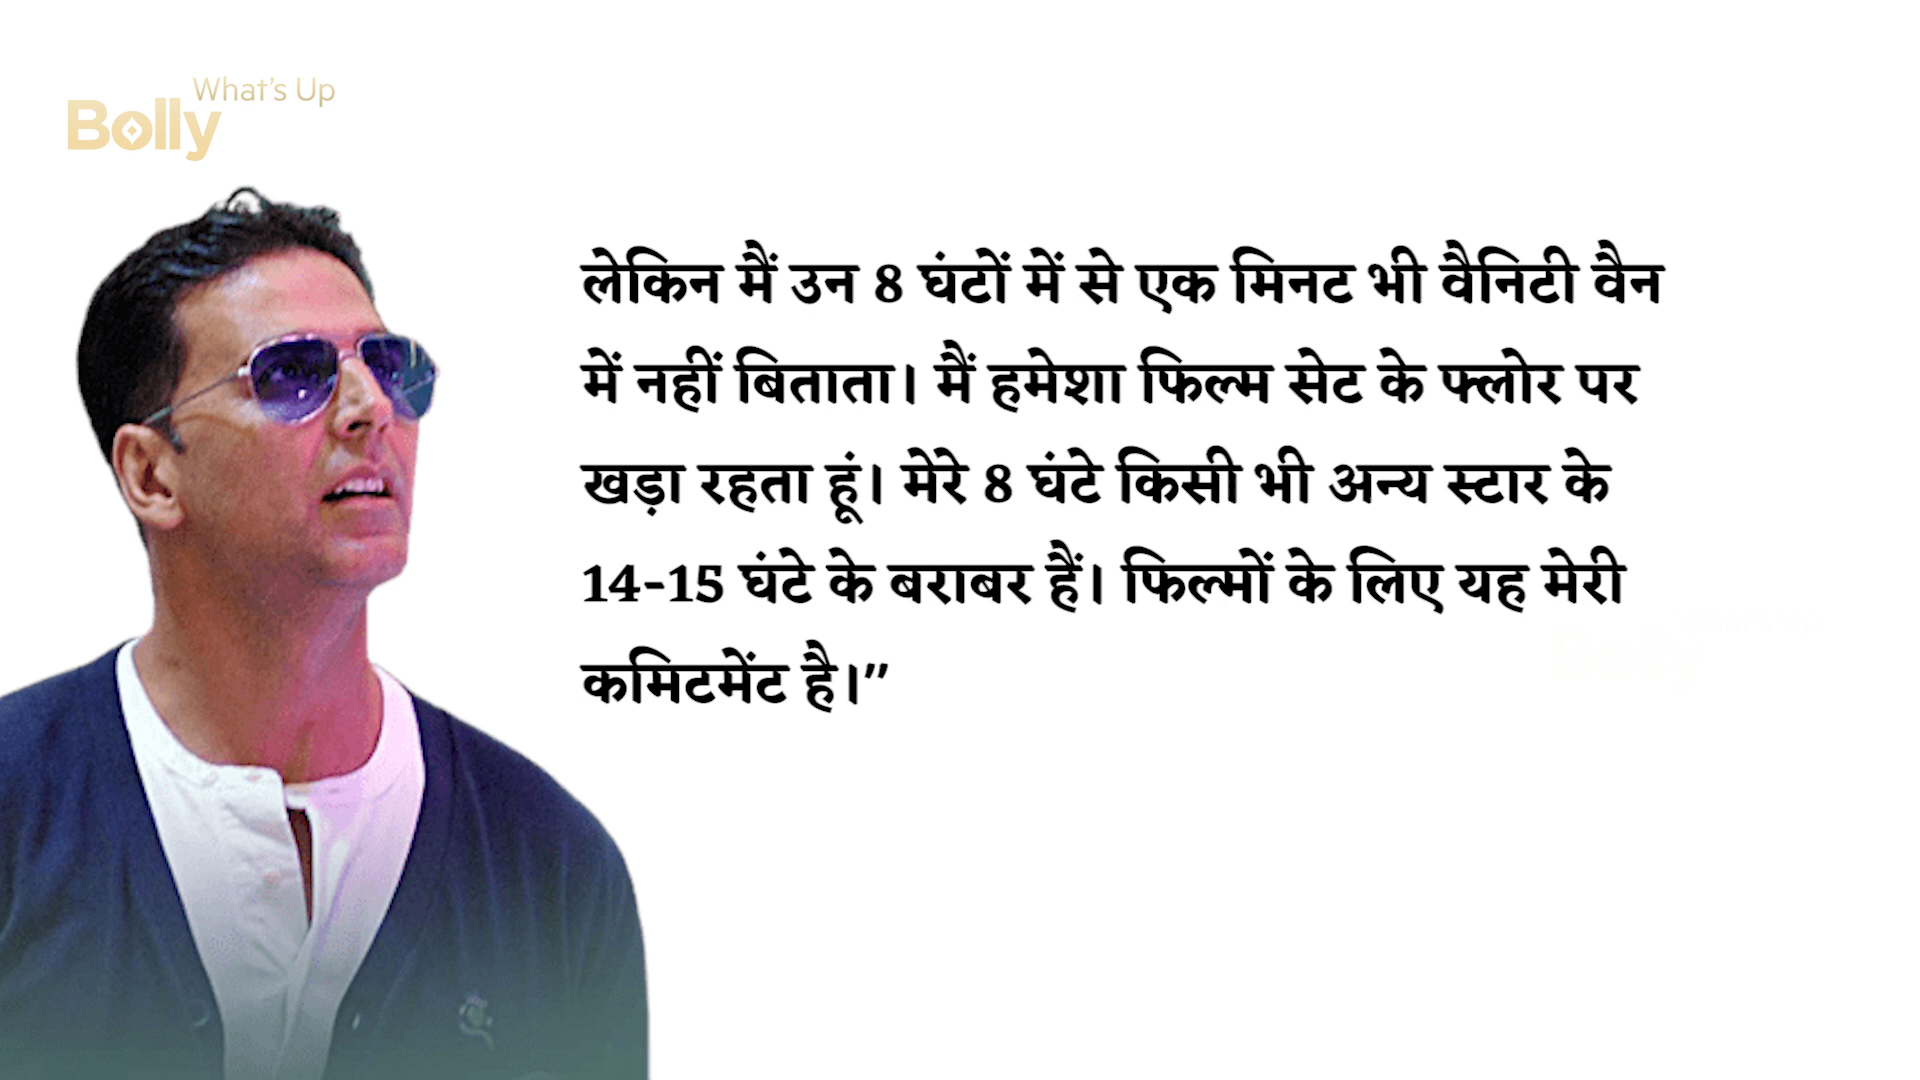 What's Up
Bolly
लेकिन मैं उन 8 घंटों में से एक मिनट भी वैनिटी वैन
में नहीं बिताता। मैं हमेशा फिल्म सेट के फ्लोर पर
खड़ा रहता हूं। मेरे 8 घंटे किसी भी अन्य स्टार के
14-15 घंटे के बराबर हैं। फिल्मों के लिए यह मेरी
कमिटमेंट है।”